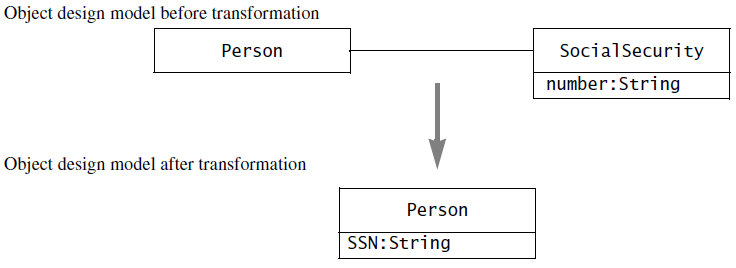 Object design model before transformation
Person
SocialSecurity
number:String
Object design model after transformation
Person
SSN:String